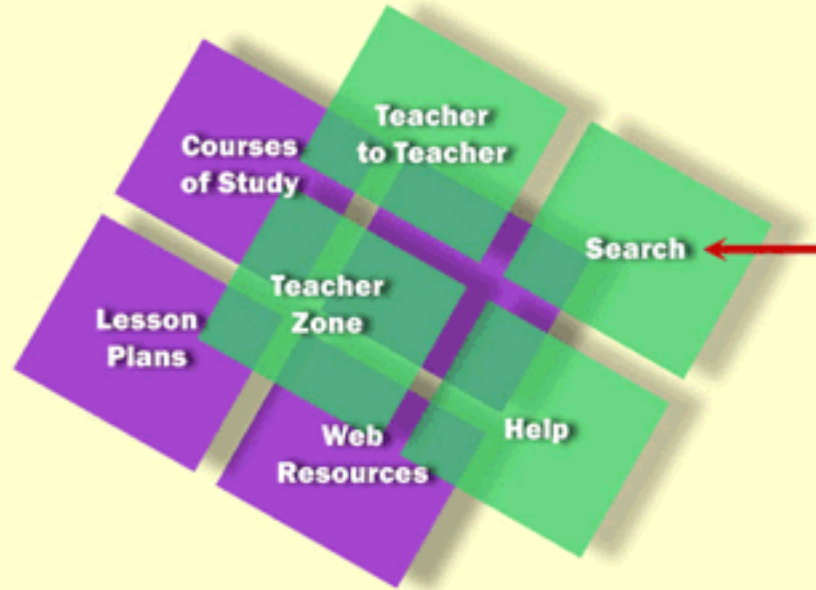 Teacher
to Teacher
Courses
of Study
Search
Teacher
Zone
Lesson
Plans
Help
Web
Resources